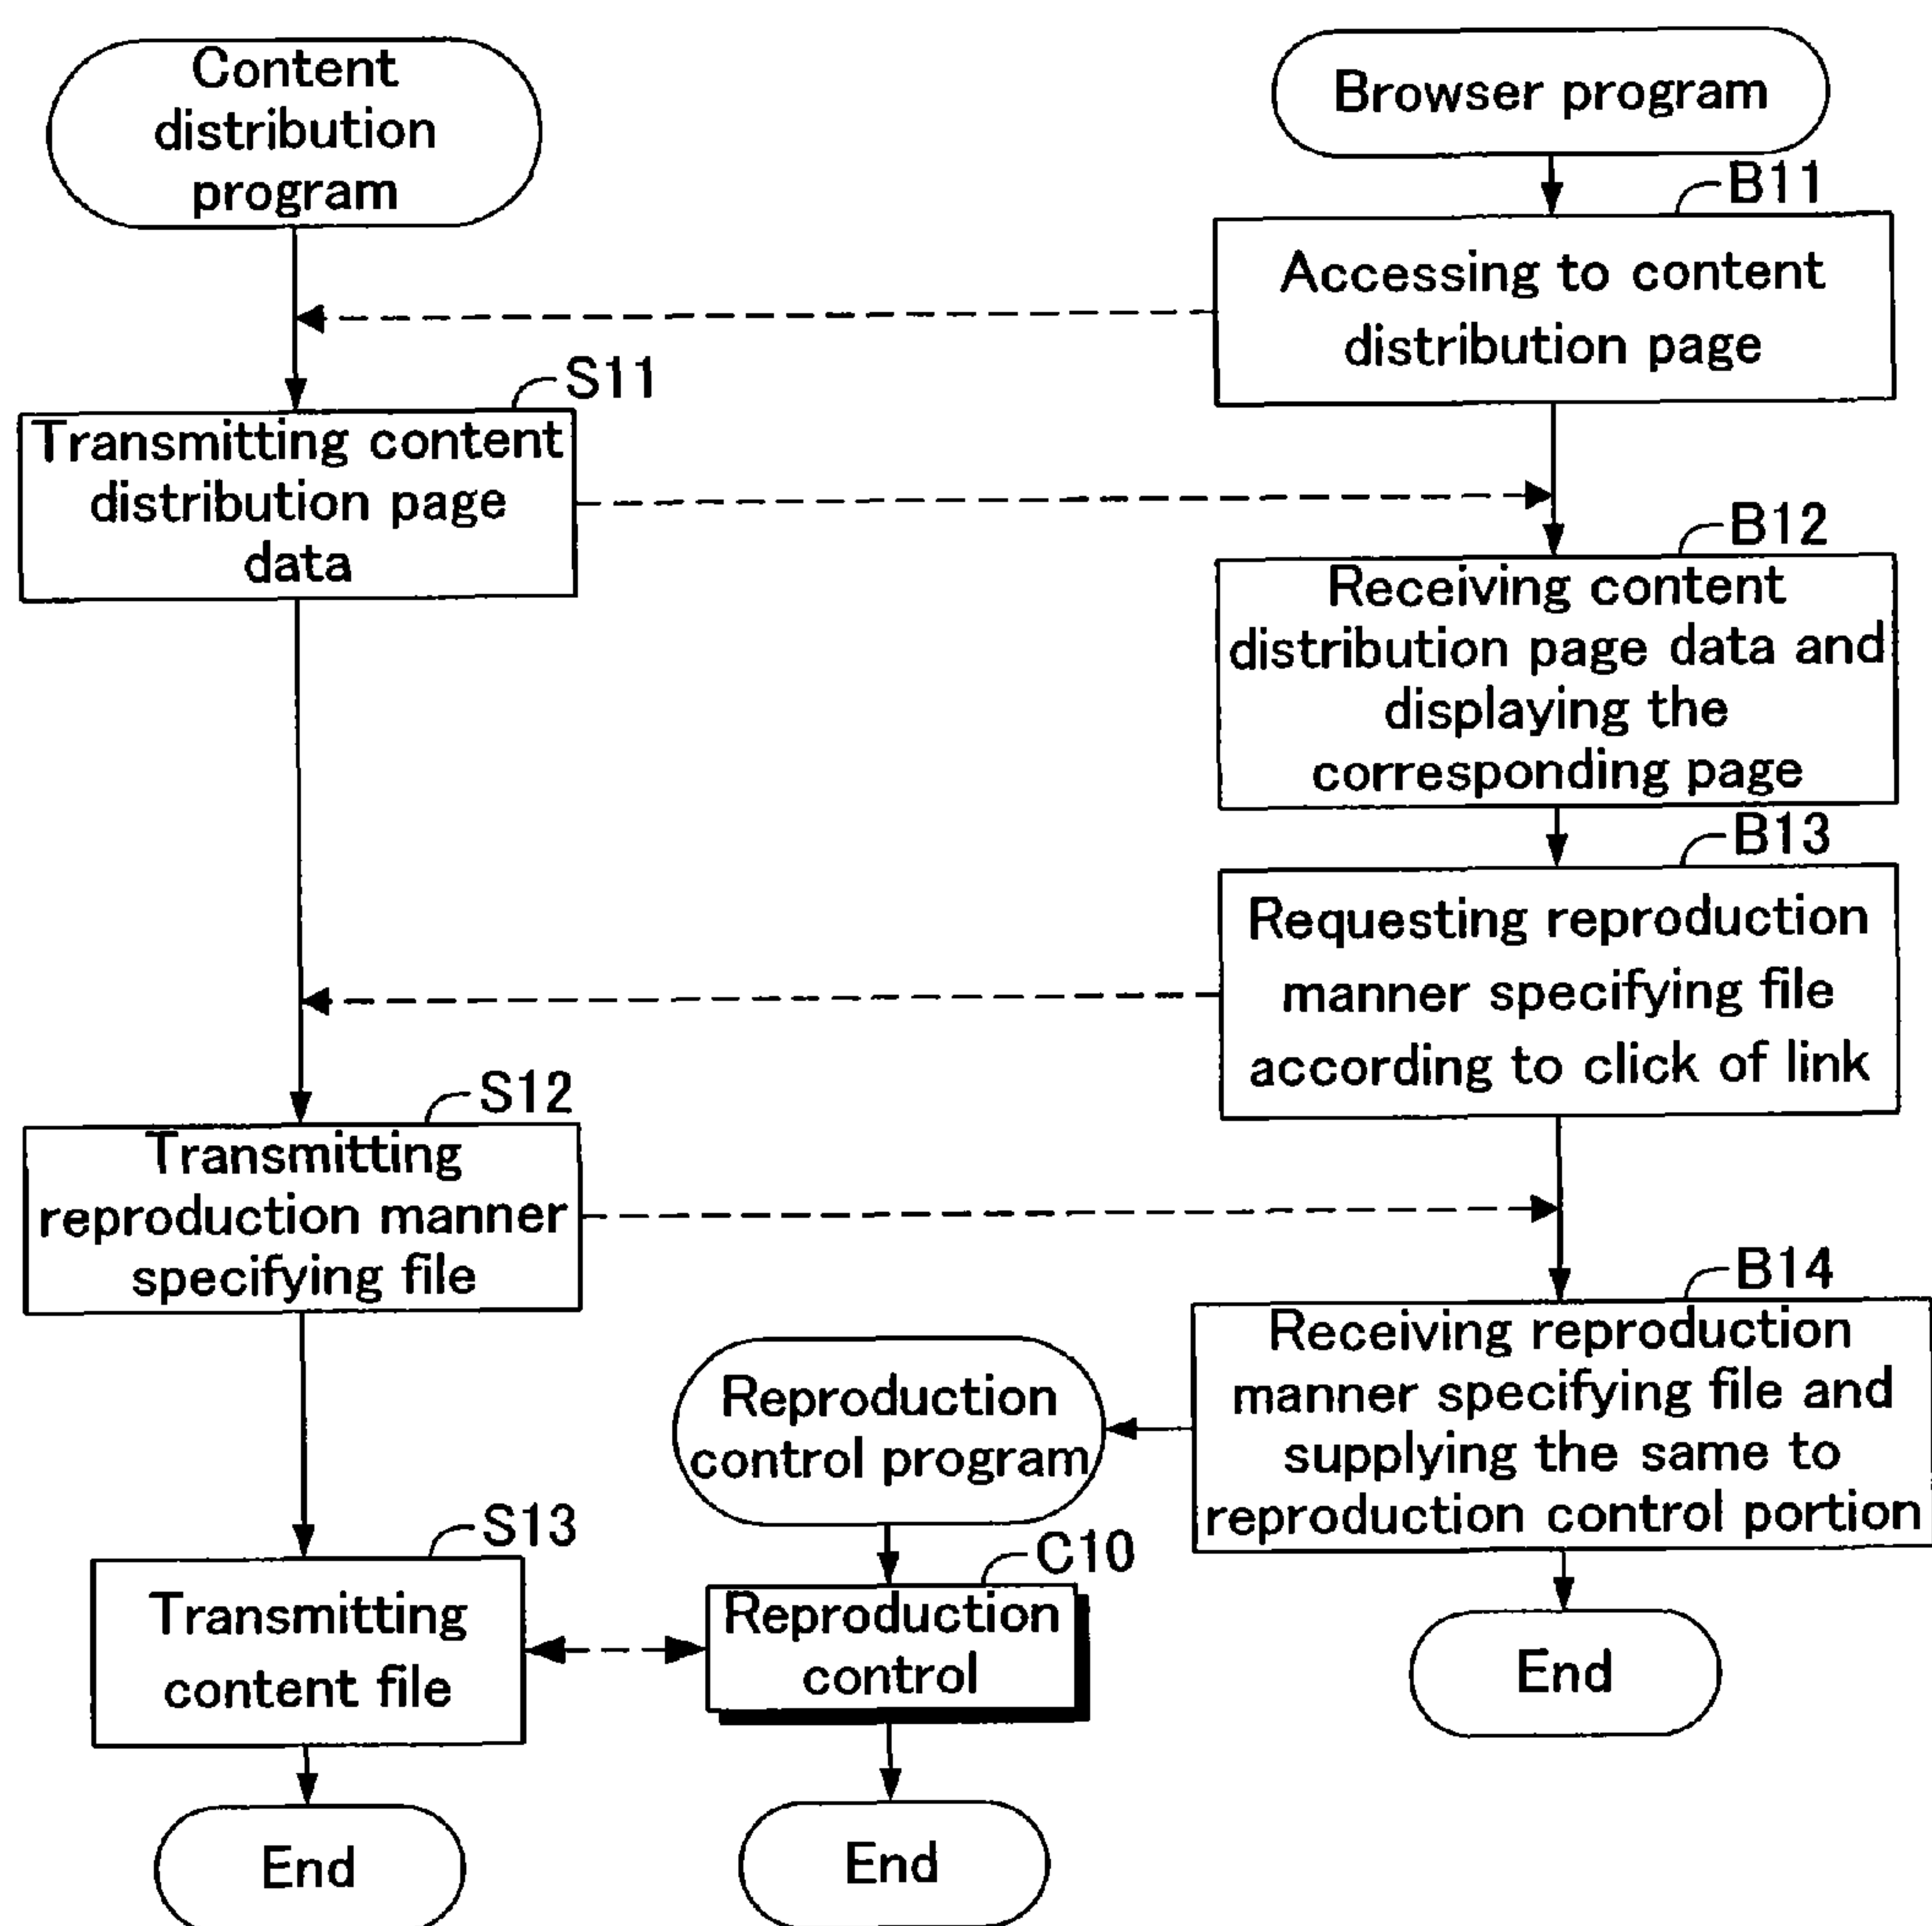 Content
distribution
program
Browser program
B11
Accessing to content
distribution page
S11
Transmitting content
distribution page
data
B12
Receiving content
distribution page data and
displaying the
corresponding page
B13
Requesting reproduction
manner specifying file
according to click of link
S12
Transmitting
reproduction manner
specifying file
B14
Receiving reproduction
manner specifying file and
supplying the same to
reproduction control portion
Reproduction
control program
S13
Transmitting
content file
C10
Reproduction
control
End
End
End